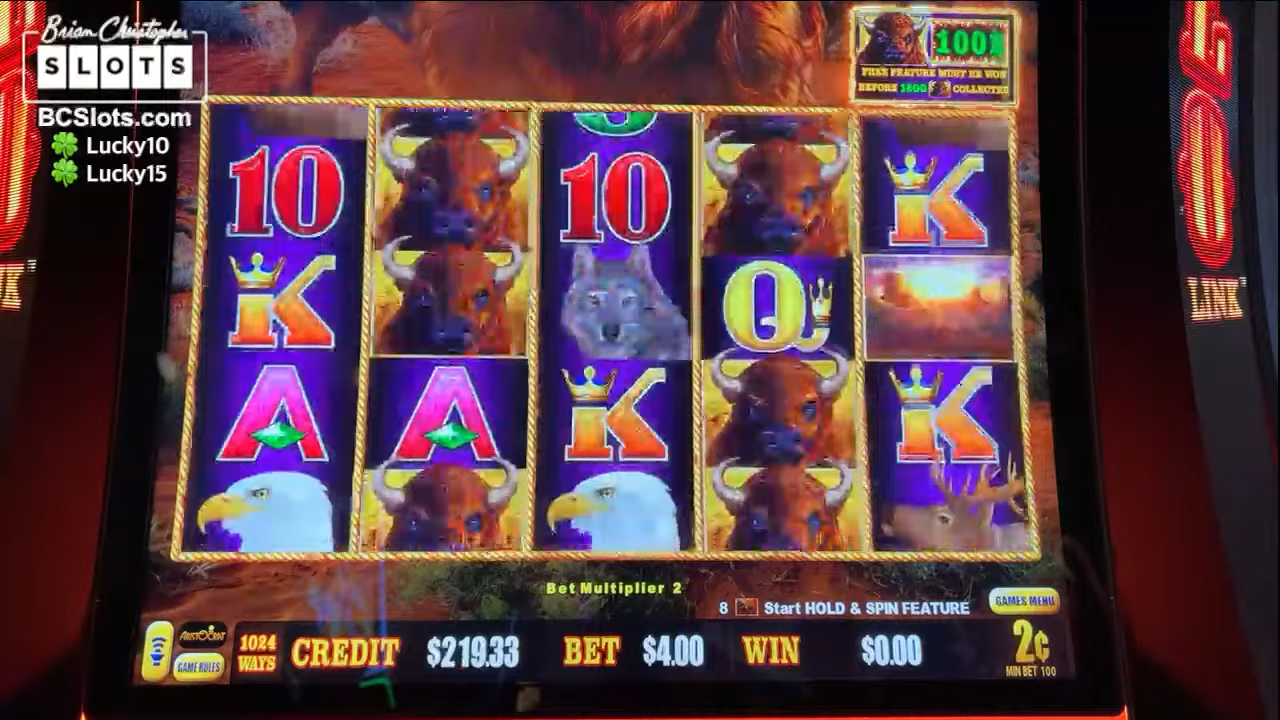 Brian Christopher
SLOTS
BCSlots.com
Lucky10
Lucky15
100X
FREE FEATURE MUST BE WON
BEFORE 1800 COLLECTED
10
10
K
K
Q
A
A
K
K
Bet Multiplier 2
8 Start HOLD & SPIN FEATURE
GAMES MENU
ARISTOCRAT
GAME RULES
1024
WAYS
CREDIT $219.33 BET $4.00 WIN $0.00
2¢
MIN BET 100
LINK